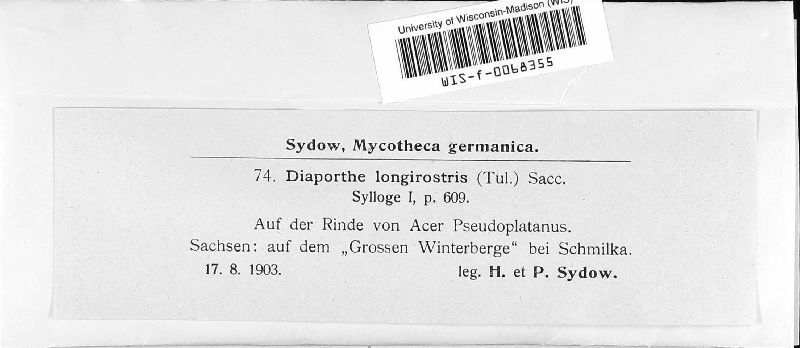 University of Wisconsin-Madison (WIS)
WIS-f-0068355
Sydow, Mycotheca germanica.
74. Diaporthe longirostris (Tul.) Sacc.
Sylloge I, p. 609.
Auf der Rinde von Acer Pseudoplatanus.
Sachsen: auf dem „Grossen Winterberge“ bei Schmilka.
17. 8. 1903. leg. H. et P. Sydow.